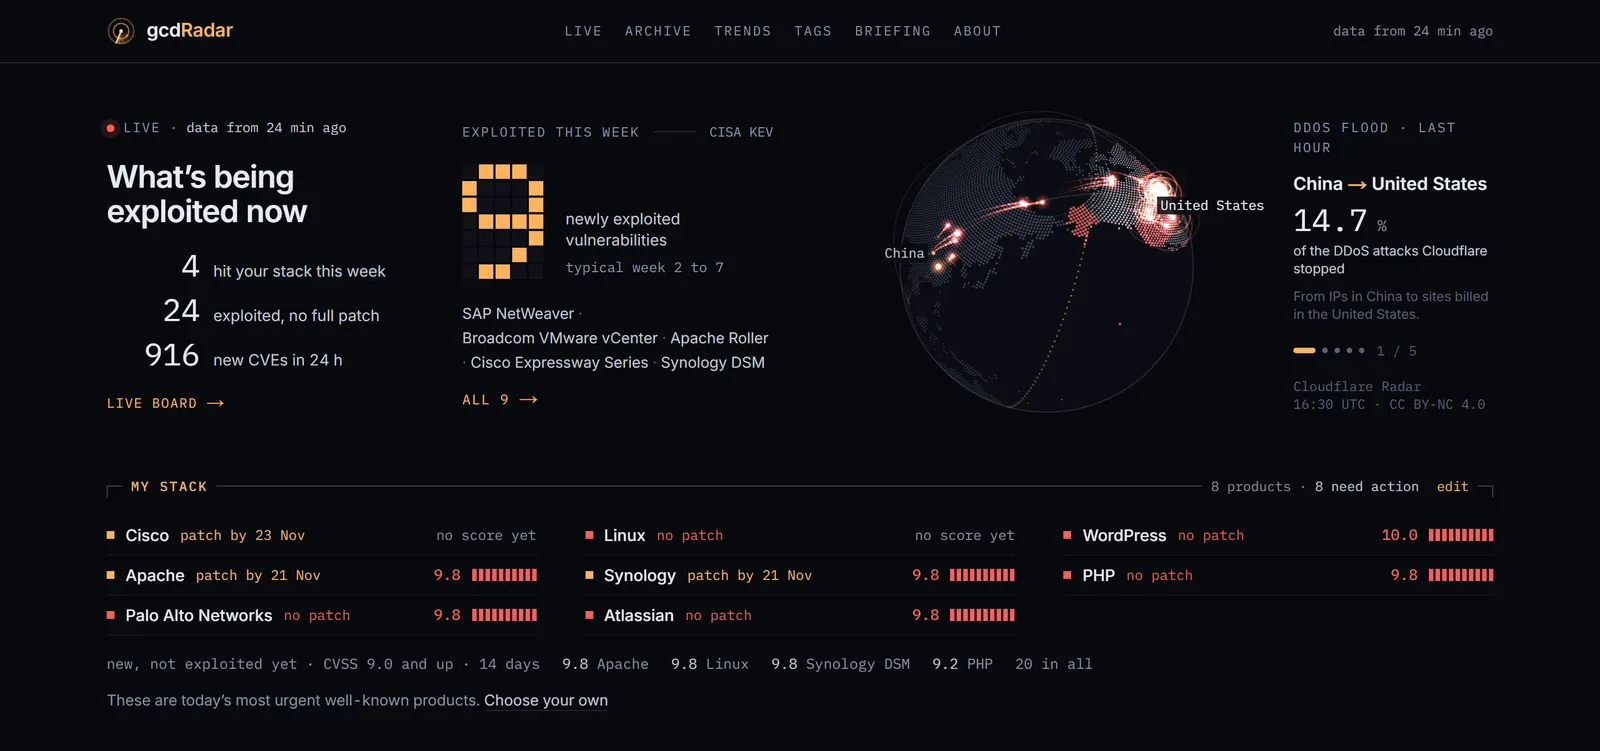 gcdRadar
LIVE ARCHIVE TRENDS TAGS BRIEFING ABOUT
data from 24 min ago
LIVE · data from 24 min ago
What’s being
exploited now
4 hit your stack this week
24 exploited, no full patch
916 new CVEs in 24 h
LIVE BOARD →
EXPLOITED THIS WEEK CISA KEV
9
newly exploited
vulnerabilities
typical week 2 to 7
SAP NetWeaver ·
Broadcom VMware vCenter · Apache Roller
· Cisco Expressway Series · Synology DSM
ALL 9 →
United States
China
DDOS FLOOD · LAST
HOUR
China → United States
14.7 %
of the DDoS attacks Cloudflare
stopped
From IPs in China to sites billed
in the United States.
1 / 5
Cloudflare Radar
16:30 UTC · CC BY-NC 4.0
MY STACK
8 products · 8 need action edit
Cisco patch by 23 Nov no score yet
Apache patch by 21 Nov 9.8
Palo Alto Networks no patch 9.8
Linux no patch no score yet
Synology patch by 21 Nov 9.8
Atlassian no patch 9.8
WordPress no patch 10.0
PHP no patch 9.8
new, not exploited yet · CVSS 9.0 and up · 14 days 9.8 Apache 9.8 Linux 9.8 Synology DSM 9.2 PHP 20 in all
These are today’s most urgent well-known products. Choose your own